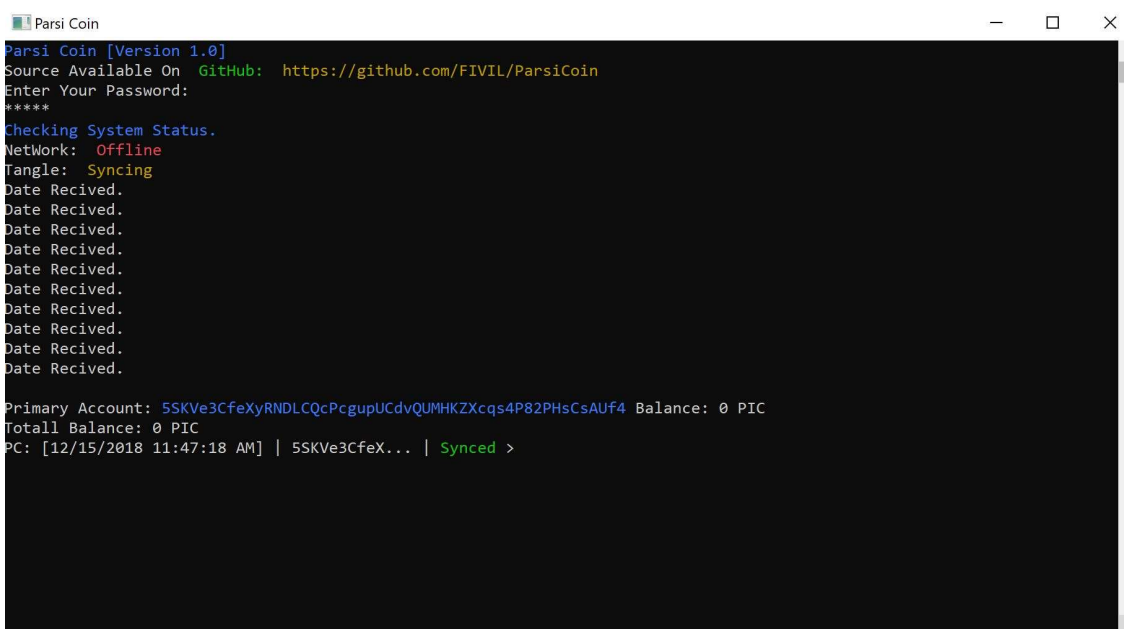 Parsi Coin
Parsi Coin [Version 1.0]
Source Available On GitHub: https://github.com/FIVIL/ParsiCoin
Enter Your Password:
*****
Checking System Status.
NetWork: Offline
Tangle: Syncing
Date Recived.
Date Recived.
Date Recived.
Date Recived.
Date Recived.
Date Recived.
Date Recived.
Date Recived.
Date Recived.
Date Recived.
Primary Account: 5SKVe3CfeXyRNDLCQcPcgupUCdvQUMHKZXcqs4P82PHsCsAUf4 Balance: 0 PIC
Totall Balance: 0 PIC
PC: [12/15/2018 11:47:18 AM] | 5SKVe3CfeX... | Synced >